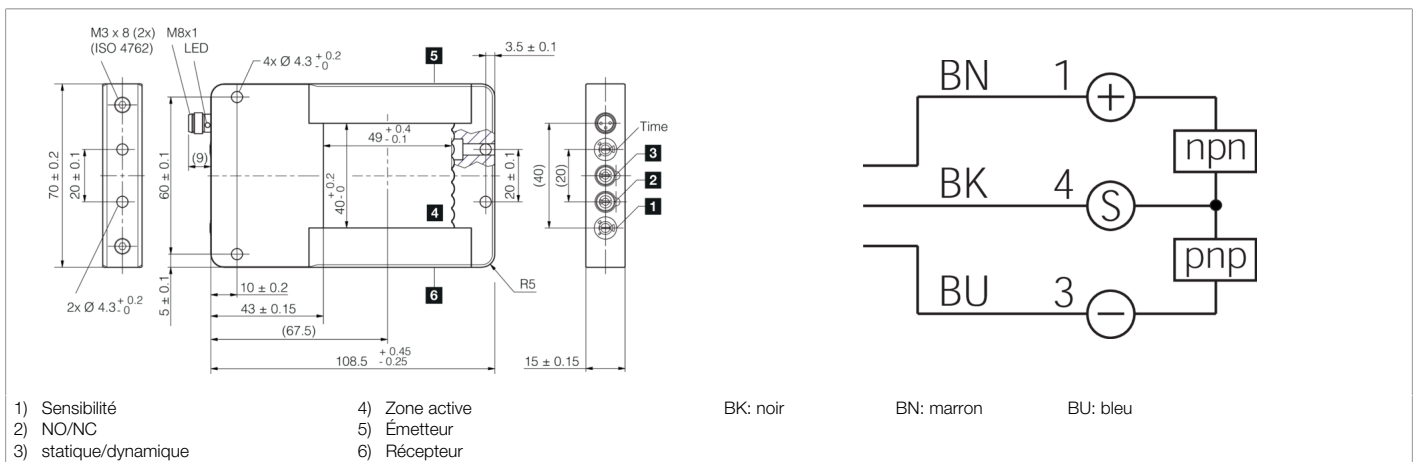 M3 x 8 (2x) M8x1
(ISO 4762) LED
4x Ø 4.3 + 0.2 - 0
5
3.5 ± 0.1
70 ± 0.2
20 ± 0.1
(9)
60 ± 0.1
49 + 0.4 - 0.1
40 + 0.2 - 0
4
20 ± 0.1
(40)
(20)
Time
3
2
1
2x Ø 4.3 + 0.2 - 0
5 ± 0.1
10 ± 0.2
43 ± 0.15
(67.5)
108.5 + 0.45 - 0.25
6
R5
15 ± 0.15
BN 1 +
npn
BK 4 S
pnp
BU 3 −
1) Sensibilité
2) NO/NC
3) statique/dynamique
4) Zone active
5) Émetteur
6) Récepteur
BK: noir BN: marron BU: bleu